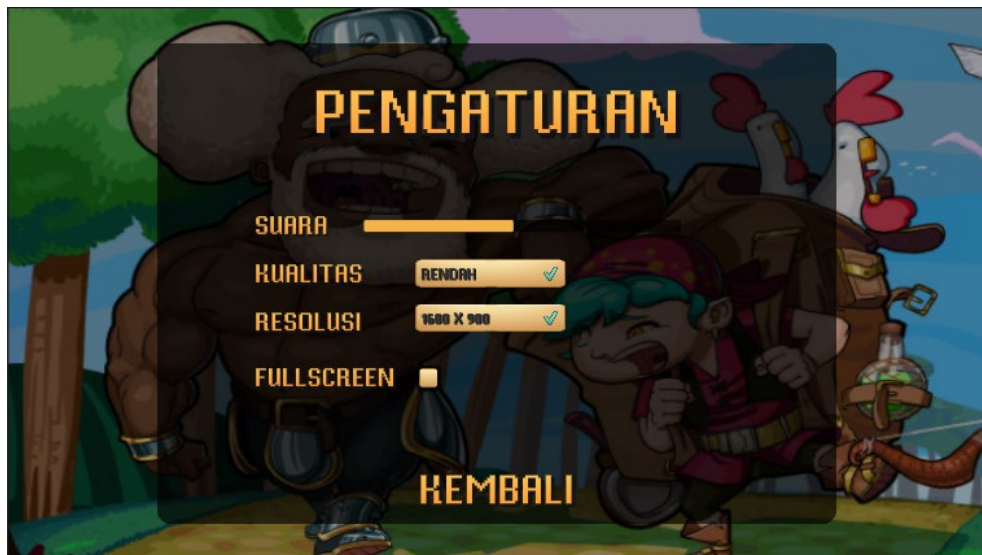 PENGATURAN
SUARA
KUALITAS RENDAH
RESOLUSI 1600 X 900
FULLSCREEN
KEMBALI